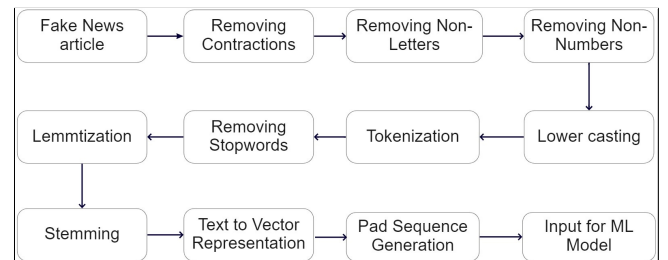 Fake News
article
Removing
Contractions
Removing Non-
Letters
Removing Non-
Numbers
Lower casting
Tokenization
Removing
Stopwords
Lemmtization
Stemming
Text to Vector
Representation
Pad Sequence
Generation
Input for ML
Model